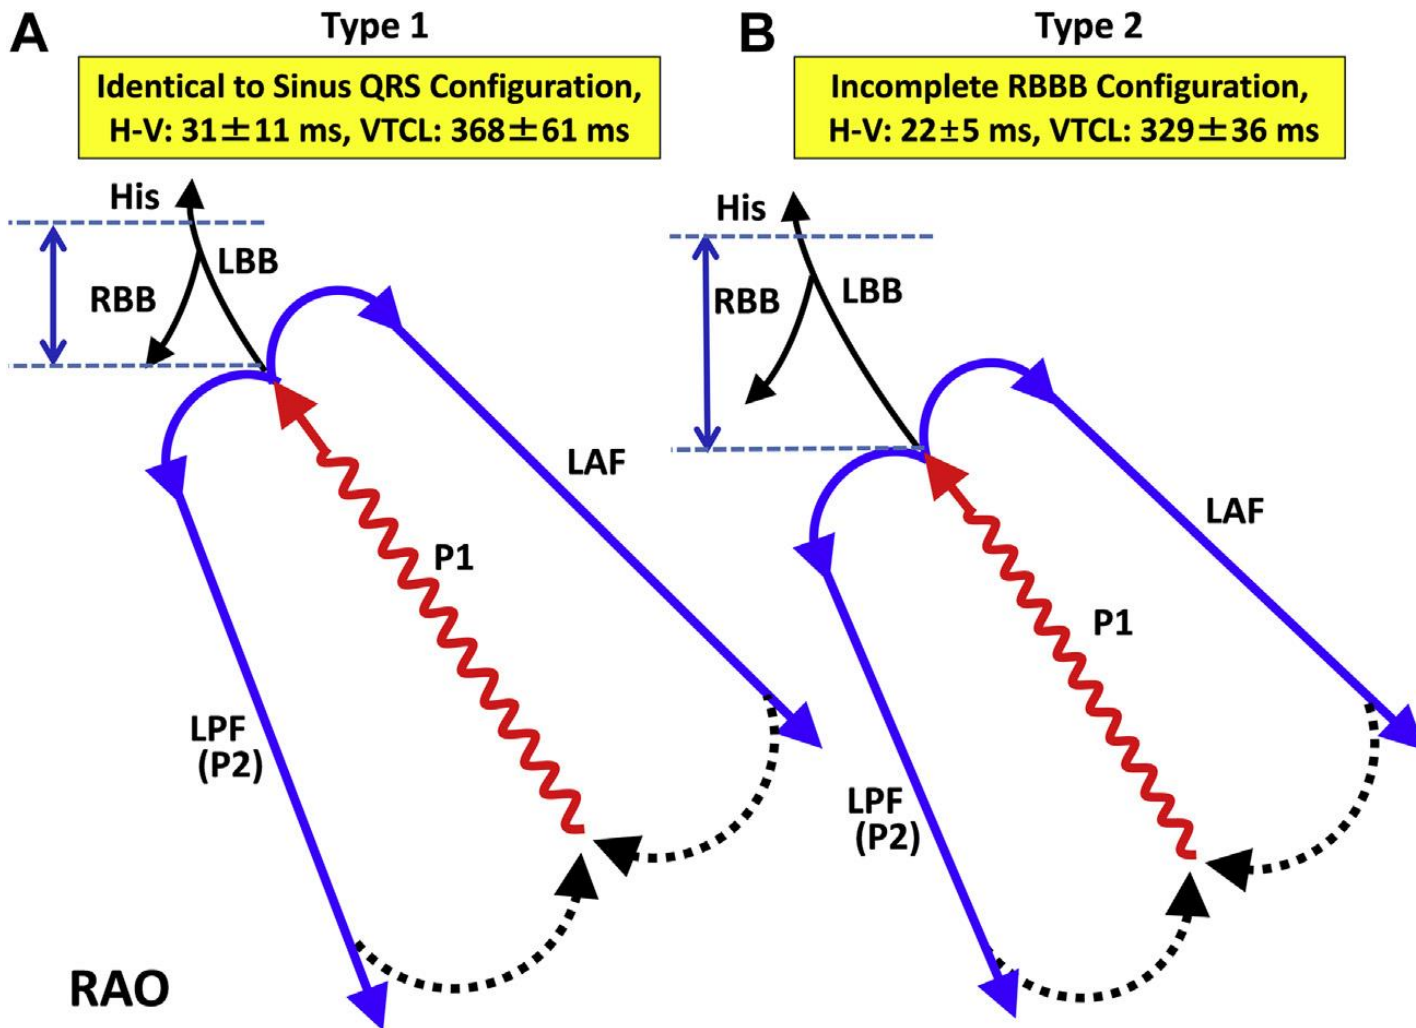 A
Type 1
Identical to Sinus QRS Configuration,
H-V: 31±11 ms, VTCL: 368±61 ms
His
LBB
RBB
LAF
P1
LPF
(P2)
RAO
B
Type 2
Incomplete RBBB Configuration,
H-V: 22±5 ms, VTCL: 329±36 ms
His
LBB
RBB
LAF
P1
LPF
(P2)